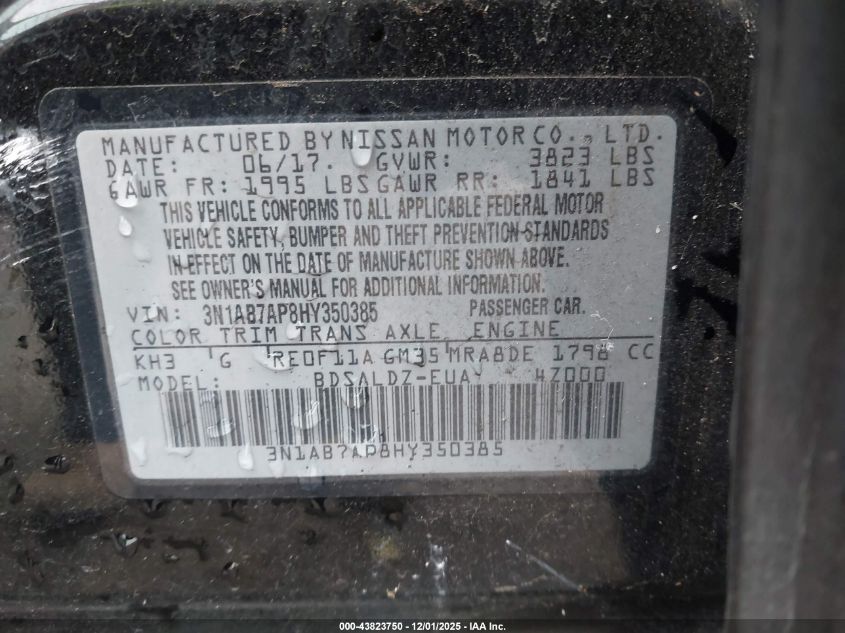 MANUFACTURED BY NISSAN MOTOR CO., LTD.
DATE: 06/17. GVWR: 3823 LBS
GAWR FR: 1995 LBS GAWR RR: 1841 LBS
THIS VEHICLE CONFORMS TO ALL APPLICABLE FEDERAL MOTOR
VEHICLE SAFETY, BUMPER AND THEFT PREVENTION STANDARDS
IN EFFECT ON THE DATE OF MANUFACTURE SHOWN ABOVE.
SEE OWNER'S MANUAL FOR ADDITIONAL INFORMATION.
VIN: 3N1AB7AP8HY350385 PASSENGER CAR.
COLOR TRIM TRANS AXLE ENGINE
KH3 G RE0F11A GM35 MRA8DE 1798 CC
MODEL: BDSALDZ-EUA 4Z000
3N1AB7AP8HY350385
000-43823750 - 12/01/2025 - IAA Inc.